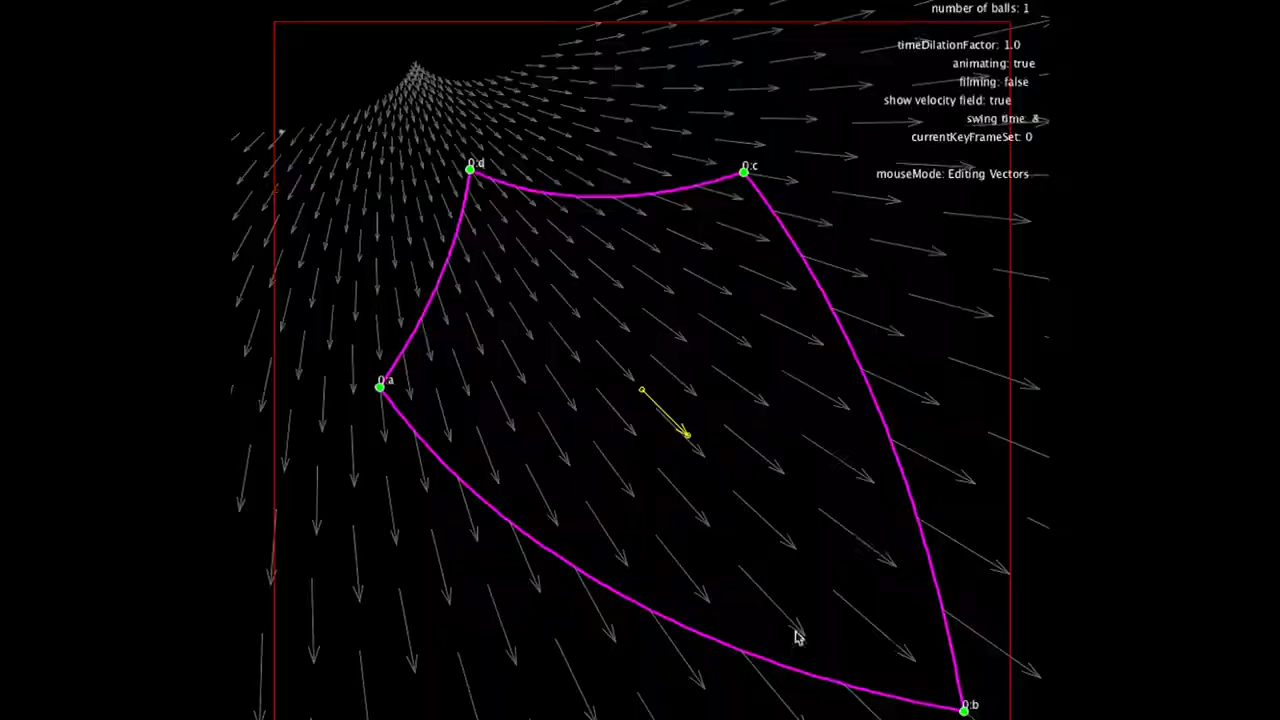 number of balls: 1
timeDilationFactor: 1.0
animating: true
filming: false
show velocity field: true
swing time: 8
currentKeyFrameSet: 0
mouseMode: Editing Vectors
0:d
0:c
0:a
0:b